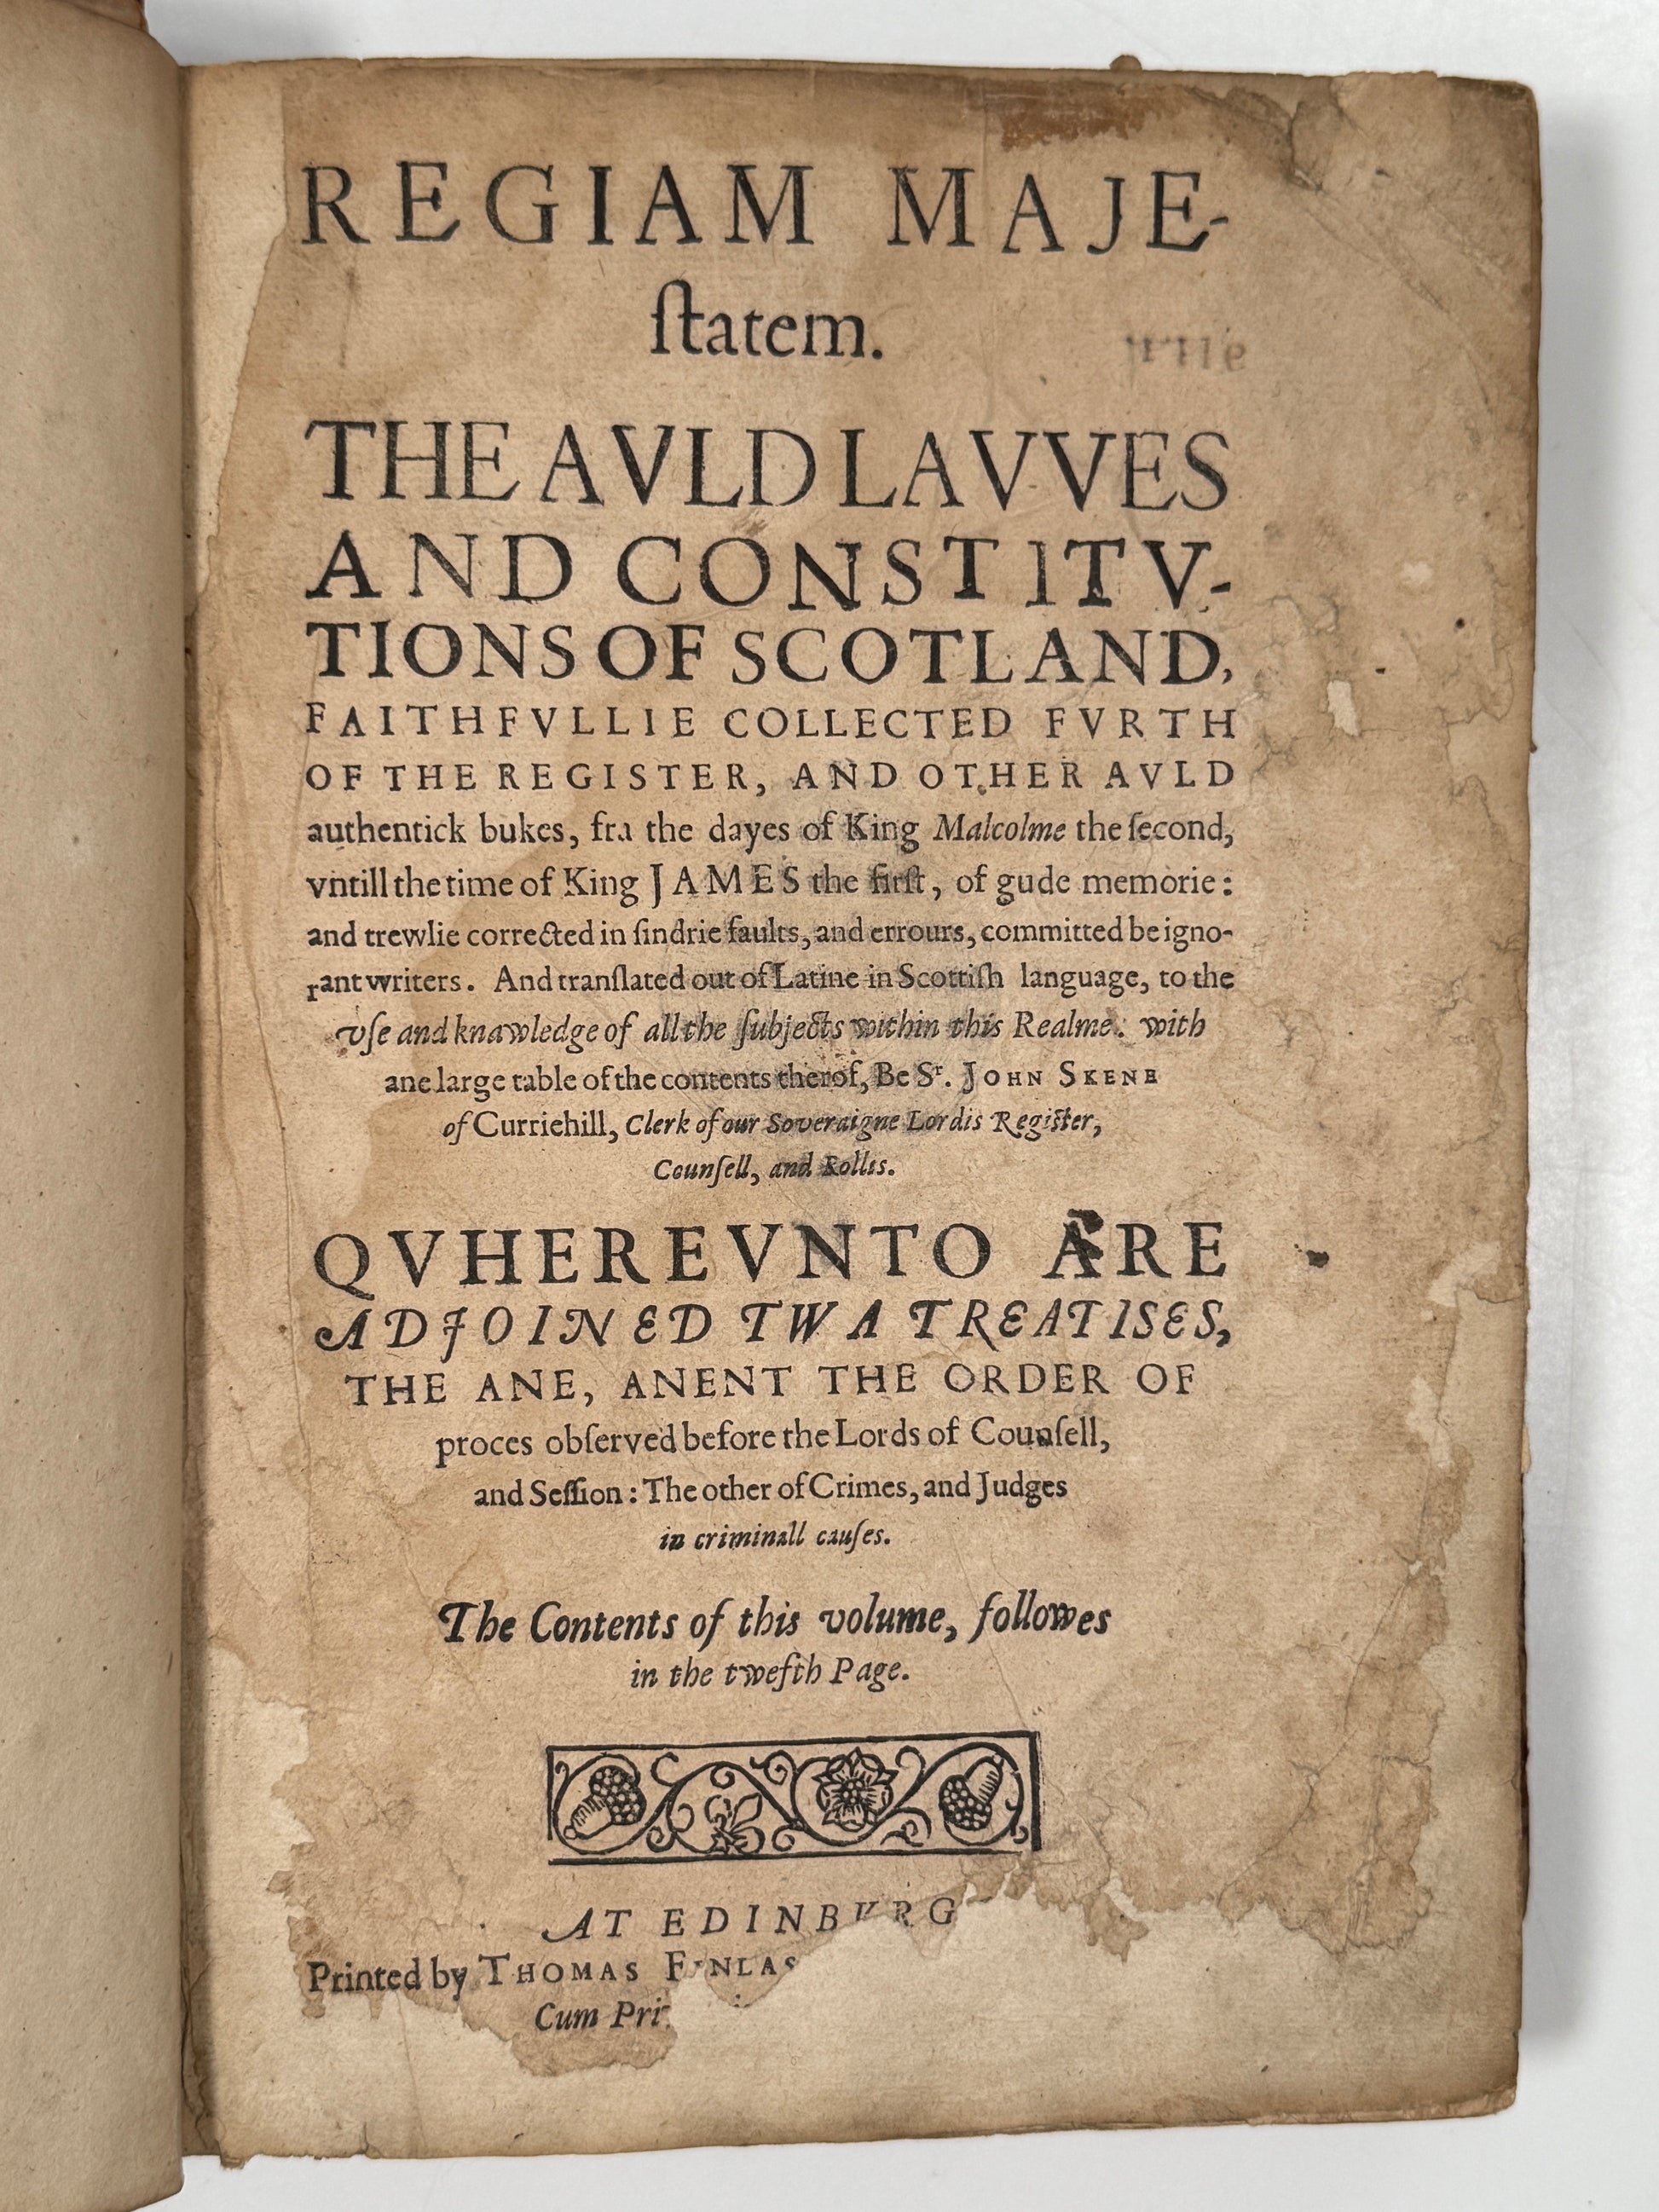 REGIAM MAJE-
ſtatem.
THE AVLD LAVVES
AND CONSTITV-
TIONS OF SCOTLAND,
FAITHFVLLIE COLLECTED FVRTH
OF THE REGISTER, AND OTHER AVLD
authentick bukes, fra the dayes of King Malcolme the ſecond,
vntill the time of King JAMES the firſt, of gude memorie:
and trewlie corrected in ſindrie faults, and errours, committed be igno-
rant writers. And tranſlated out of Latine in Scottiſh language, to the
vſe and knawledge of all the ſubjects within this Realme. with
ane large table of the contents therof, Be Sr. JOHN SKENE
of Curriehill, Clerk of our Soveraigne Lordis Regiſter,
Counſell, and Rollis.
QVHEREVNTO ARE
ADJOINED TWA TREATISES,
THE ANE, ANENT THE ORDER OF
proces obſerved before the Lords of Counſell,
and Seſſion: The other of Crimes, and Judges
in criminall cauſes.
The Contents of this volume, followes
in the twefth Page.
AT EDINBVRG
Printed by THOMAS FINLAS
Cum Pri